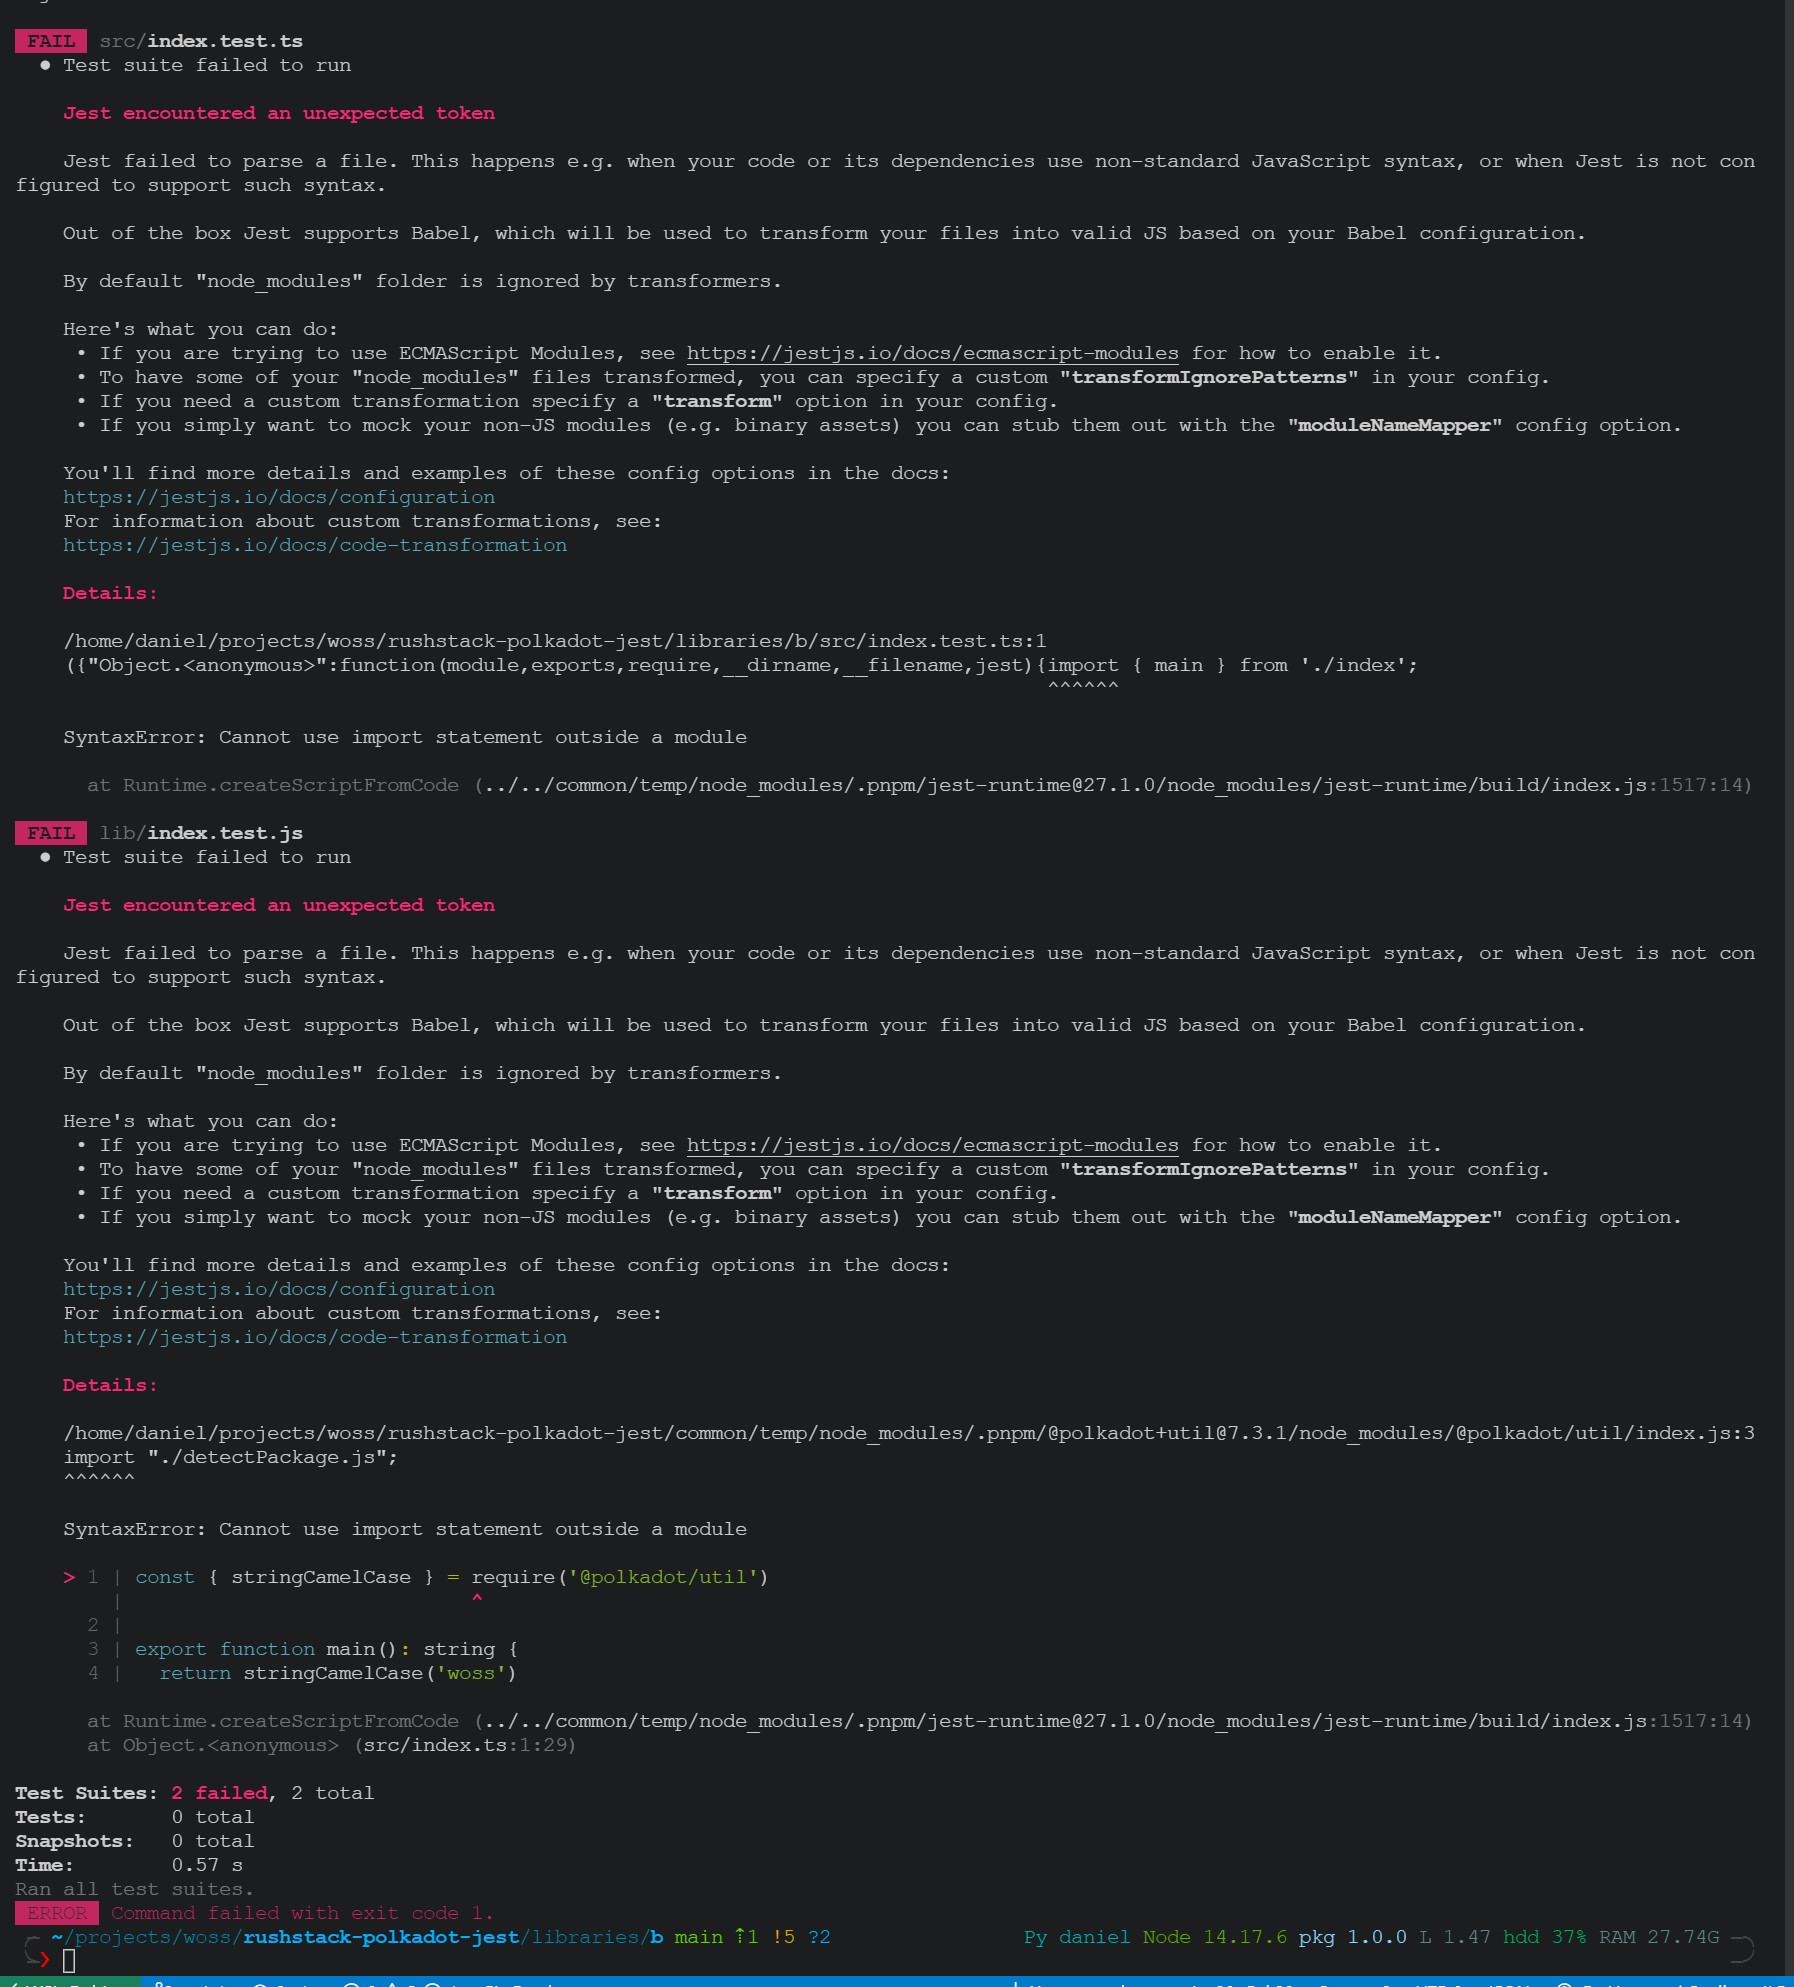 FAIL src/index.test.ts
● Test suite failed to run
Jest encountered an unexpected token
Jest failed to parse a file. This happens e.g. when your code or its dependencies use non-standard JavaScript syntax, or when Jest is not con
figured to support such syntax.
Out of the box Jest supports Babel, which will be used to transform your files into valid JS based on your Babel configuration.
By default "node_modules" folder is ignored by transformers.
Here's what you can do:
• If you are trying to use ECMAScript Modules, see https://jestjs.io/docs/ecmascript-modules for how to enable it.
• To have some of your "node_modules" files transformed, you can specify a custom "transformIgnorePatterns" in your config.
• If you need a custom transformation specify a "transform" option in your config.
• If you simply want to mock your non-JS modules (e.g. binary assets) you can stub them out with the "moduleNameMapper" config option.
You'll find more details and examples of these config options in the docs:
https://jestjs.io/docs/configuration
For information about custom transformations, see:
https://jestjs.io/docs/code-transformation
Details:
/home/daniel/projects/woss/rushstack-polkadot-jest/libraries/b/src/index.test.ts:1
({"Object.<anonymous>":function(module,exports,require,__dirname,__filename,jest){import { main } from './index';
^^^^^^
SyntaxError: Cannot use import statement outside a module
at Runtime.createScriptFromCode (../../common/temp/node_modules/.pnpm/jest-runtime@27.1.0/node_modules/jest-runtime/build/index.js:1517:14)
FAIL lib/index.test.js
● Test suite failed to run
Jest encountered an unexpected token
Jest failed to parse a file. This happens e.g. when your code or its dependencies use non-standard JavaScript syntax, or when Jest is not con
figured to support such syntax.
Out of the box Jest supports Babel, which will be used to transform your files into valid JS based on your Babel configuration.
By default "node_modules" folder is ignored by transformers.
Here's what you can do:
• If you are trying to use ECMAScript Modules, see https://jestjs.io/docs/ecmascript-modules for how to enable it.
• To have some of your "node_modules" files transformed, you can specify a custom "transformIgnorePatterns" in your config.
• If you need a custom transformation specify a "transform" option in your config.
• If you simply want to mock your non-JS modules (e.g. binary assets) you can stub them out with the "moduleNameMapper" config option.
You'll find more details and examples of these config options in the docs:
https://jestjs.io/docs/configuration
For information about custom transformations, see:
https://jestjs.io/docs/code-transformation
Details:
/home/daniel/projects/woss/rushstack-polkadot-jest/common/temp/node_modules/.pnpm/@polkadot+util@7.3.1/node_modules/@polkadot/util/index.js:3
import "./detectPackage.js";
^^^^^^
SyntaxError: Cannot use import statement outside a module
> 1 | const { stringCamelCase } = require('@polkadot/util')
| ^
2 |
3 | export function main(): string {
4 | return stringCamelCase('woss')
at Runtime.createScriptFromCode (../../common/temp/node_modules/.pnpm/jest-runtime@27.1.0/node_modules/jest-runtime/build/index.js:1517:14)
at Object.<anonymous> (src/index.ts:1:29)
Test Suites: 2 failed, 2 total
Tests: 0 total
Snapshots: 0 total
Time: 0.57 s
Ran all test suites.
ERROR Command failed with exit code 1.
~/projects/woss/rushstack-polkadot-jest/libraries/b main ⇡1 !5 ?2 Py daniel Node 14.17.6 pkg 1.0.0 L 1.47 hdd 37% RAM 27.74G
❯